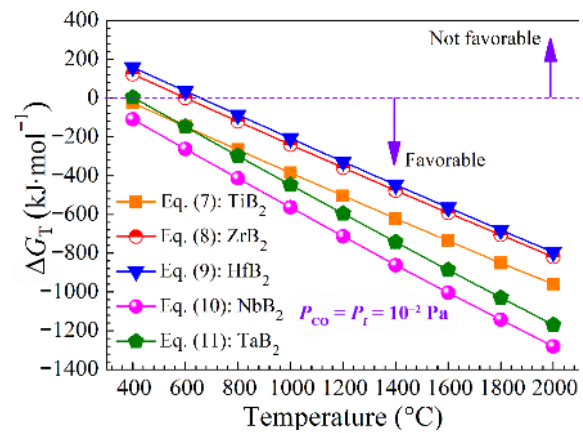 400
200
0
−200
−400
−600
−800
−1000
−1200
−1400
ΔG_T (kJ·mol⁻¹)
Not favorable
Favorable
Eq. (7): TiB₂
Eq. (8): ZrB₂
Eq. (9): HfB₂
Eq. (10): NbB₂
Eq. (11): TaB₂
P_co = P_r = 10⁻² Pa
400 600 800 1000 1200 1400 1600 1800 2000
Temperature (°C)